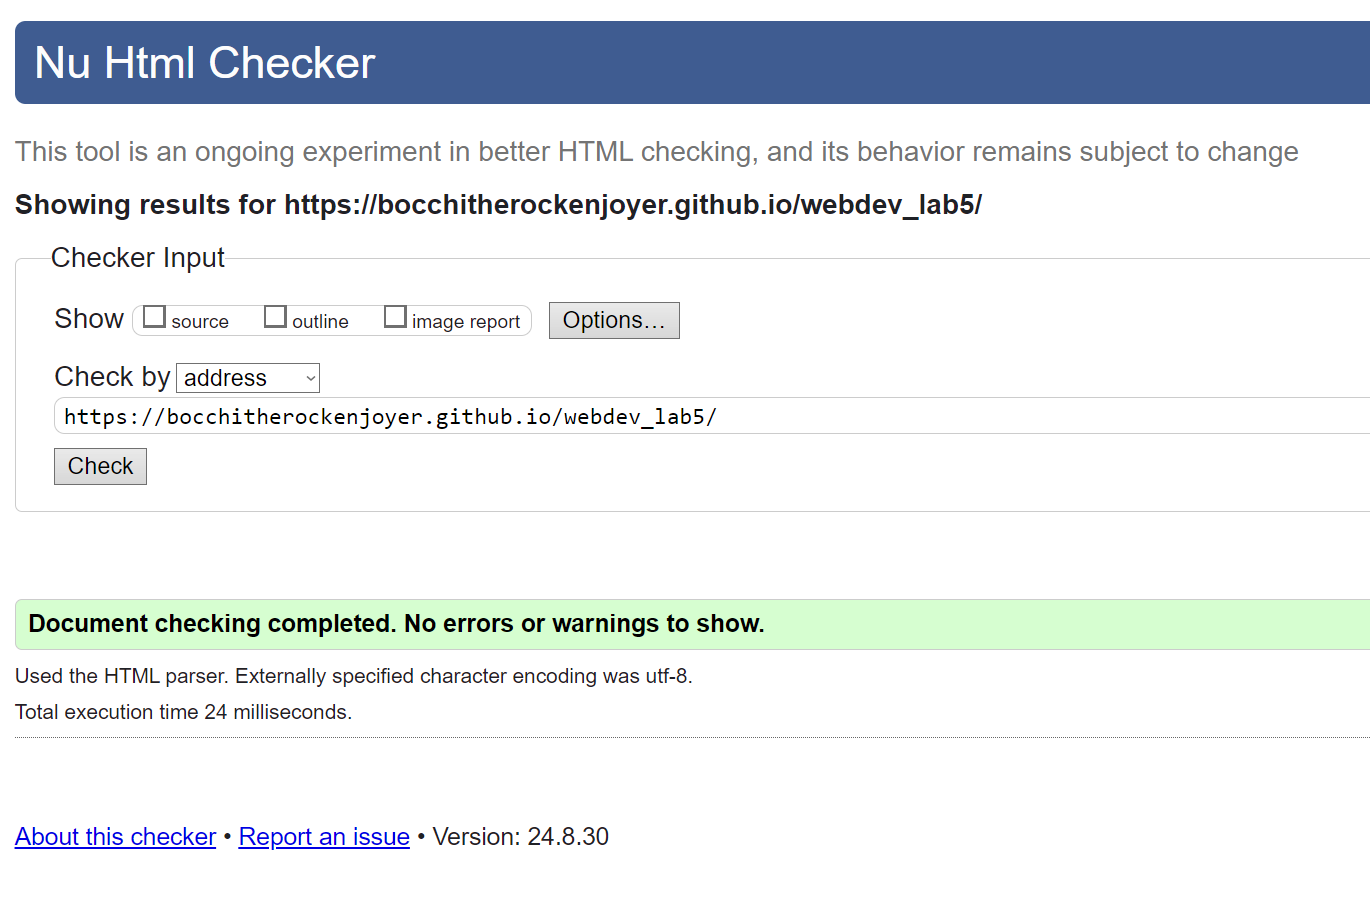 Nu Html Checker
This tool is an ongoing experiment in better HTML checking, and its behavior remains subject to change
Showing results for https://bocchitherockenjoyer.github.io/webdev_lab5/
Checker Input
Show source outline image report Options…
Check by address
https://bocchitherockenjoyer.github.io/webdev_lab5/
Check
Document checking completed. No errors or warnings to show.
Used the HTML parser. Externally specified character encoding was utf-8.
Total execution time 24 milliseconds.
About this checker • Report an issue • Version: 24.8.30